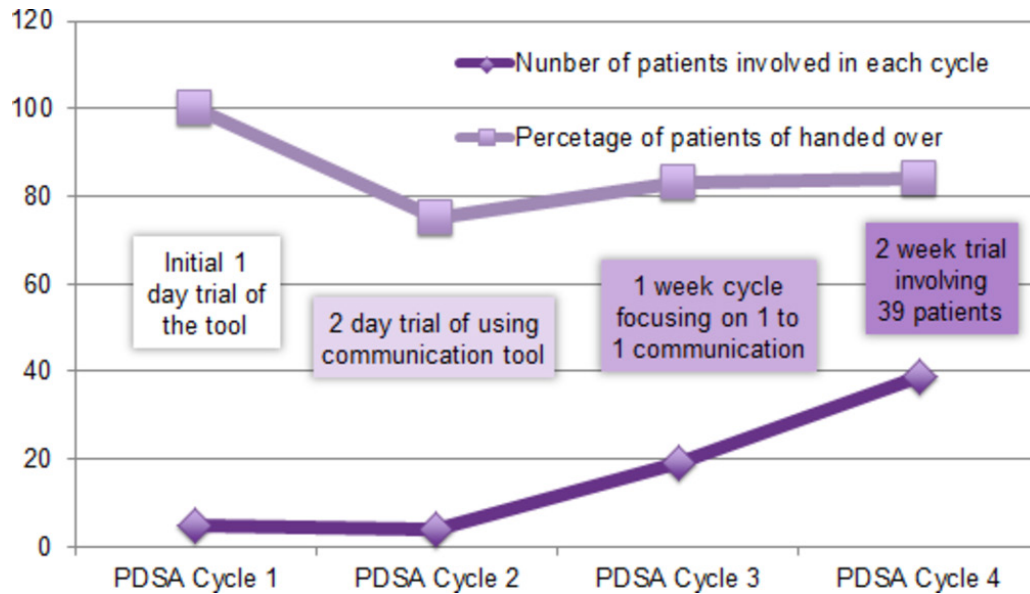 120
100
80
60
40
20
0
Nunber of patients involved in each cycle
Percetage of patients of handed over
Initial 1
day trial of
the tool
2 day trial of using
communication tool
1 week cycle
focusing on 1 to
1 communication
2 week trial
involving
39 patients
PDSA Cycle 1
PDSA Cycle 2
PDSA Cycle 3
PDSA Cycle 4